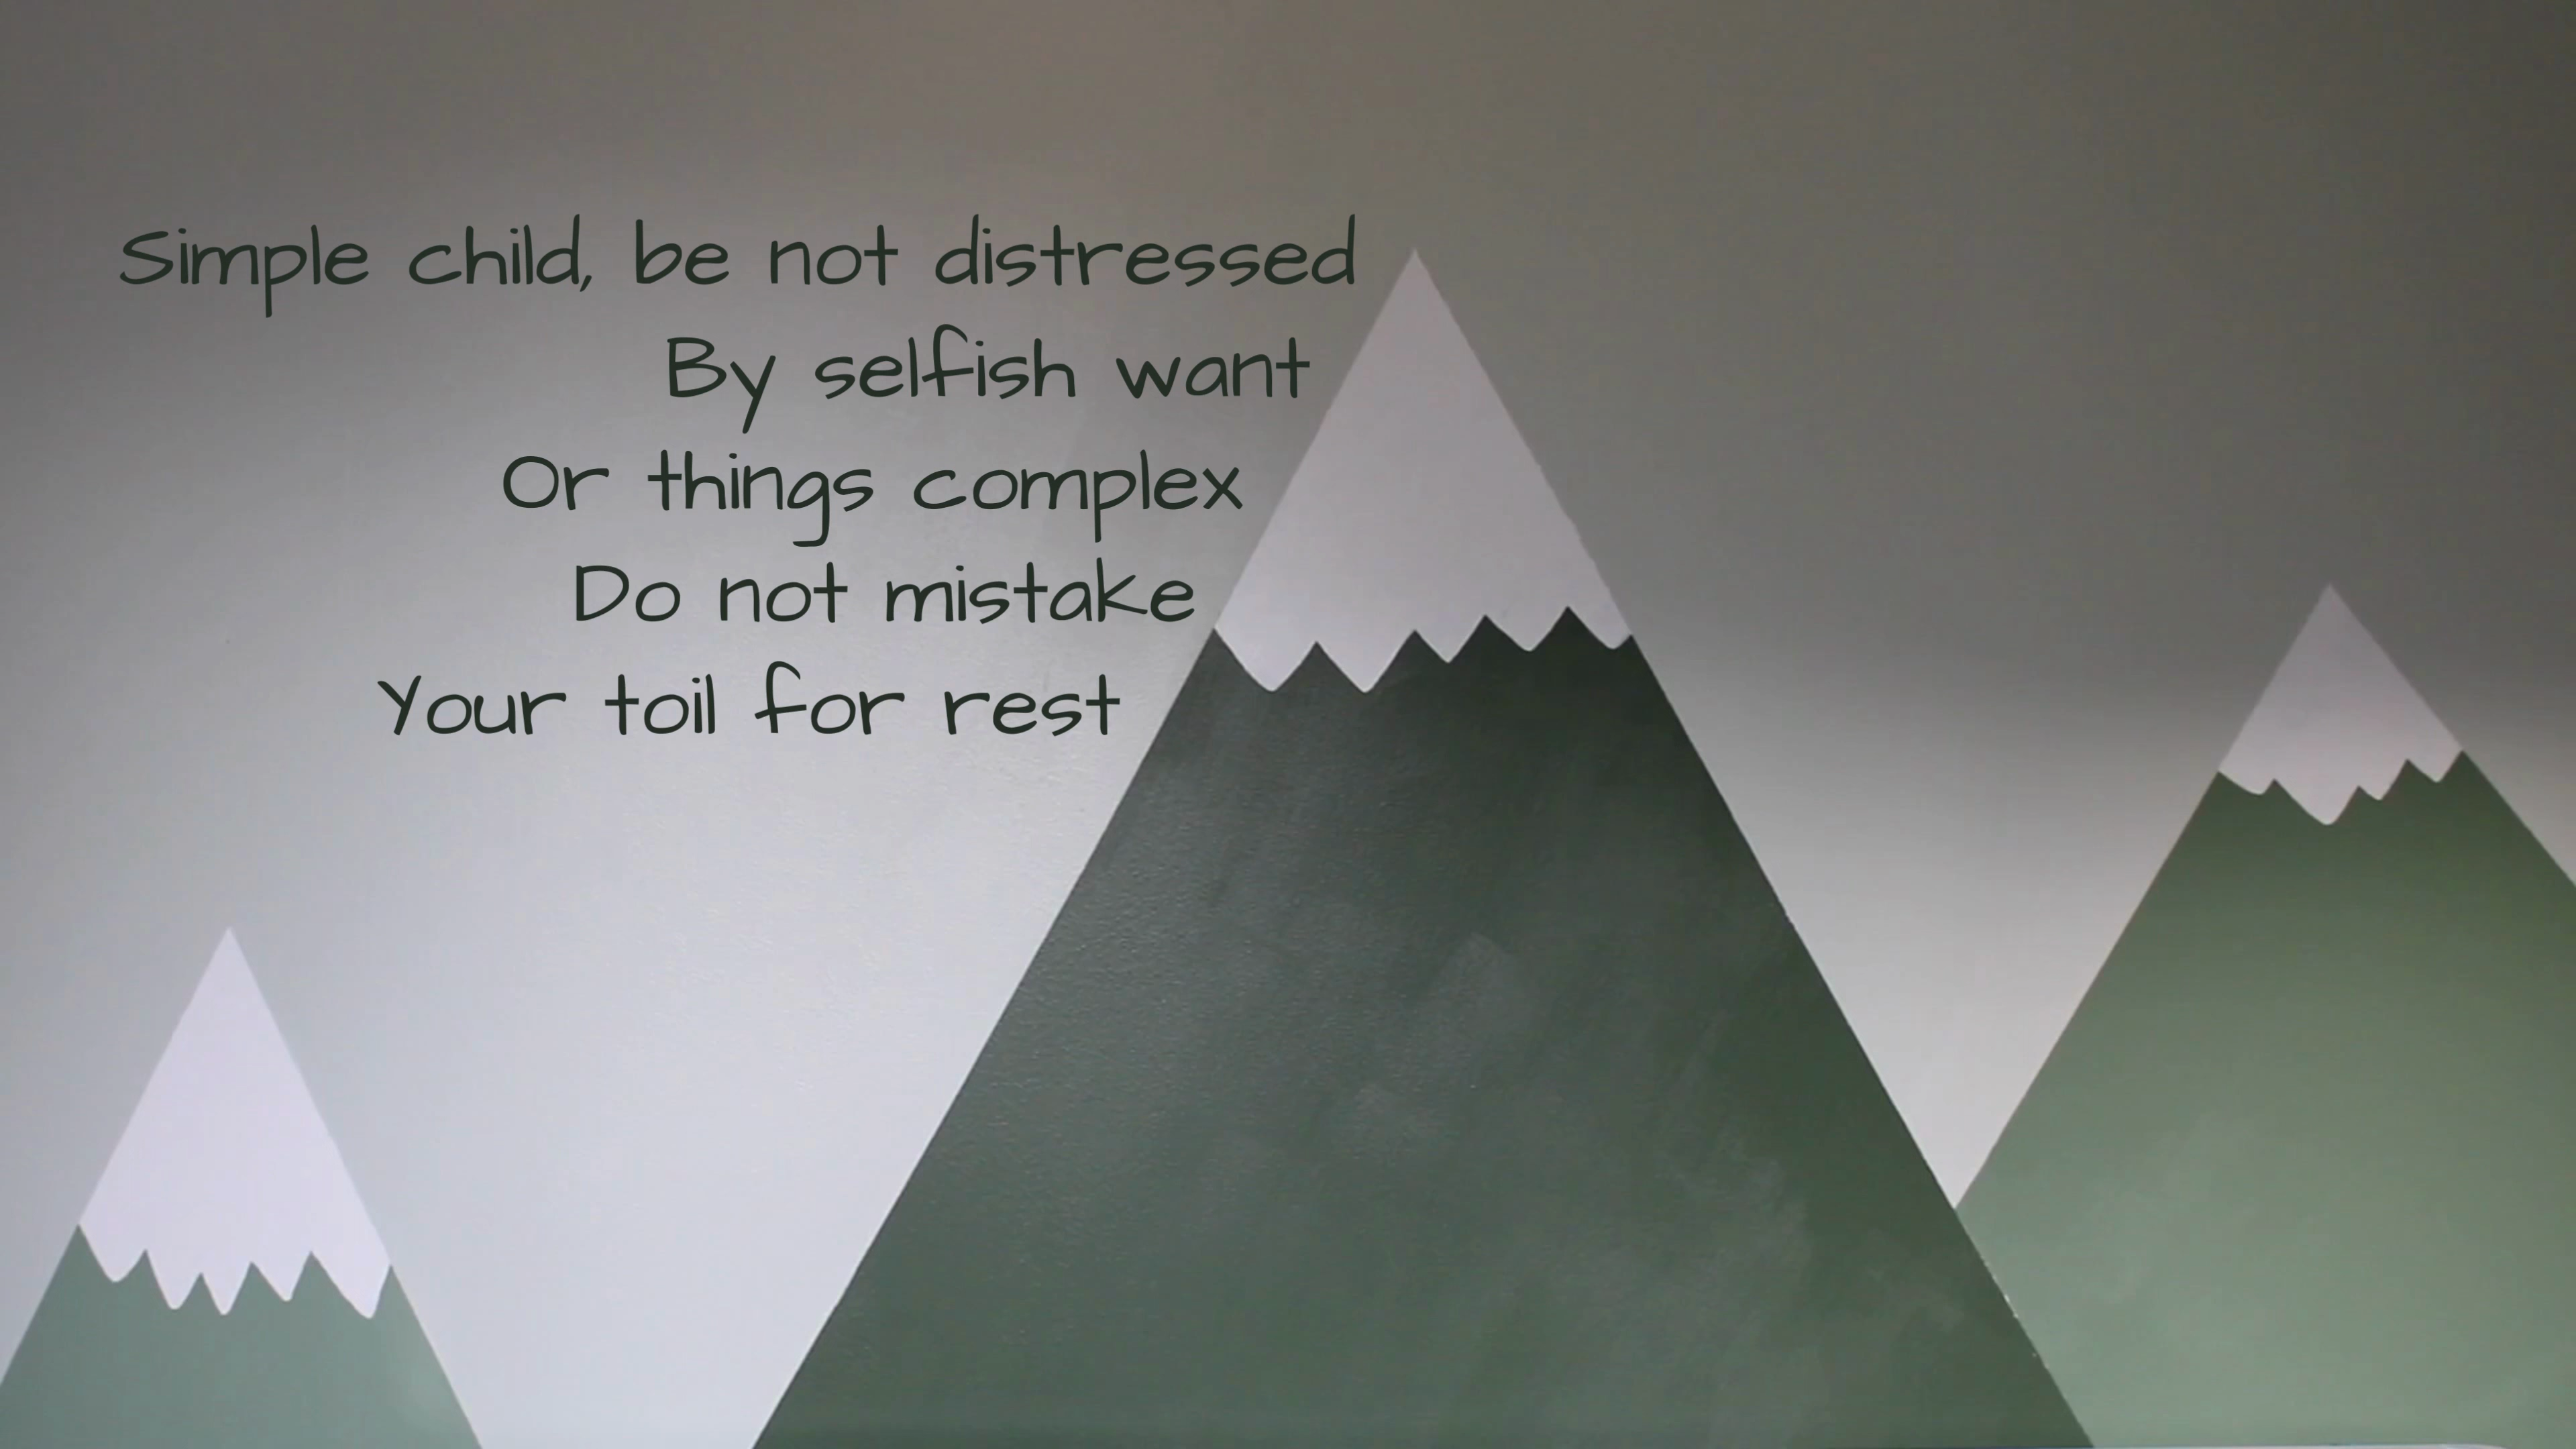 Simple child, be not distressed
By selfish want
Or things complex
Do not mistake
Your toil for rest